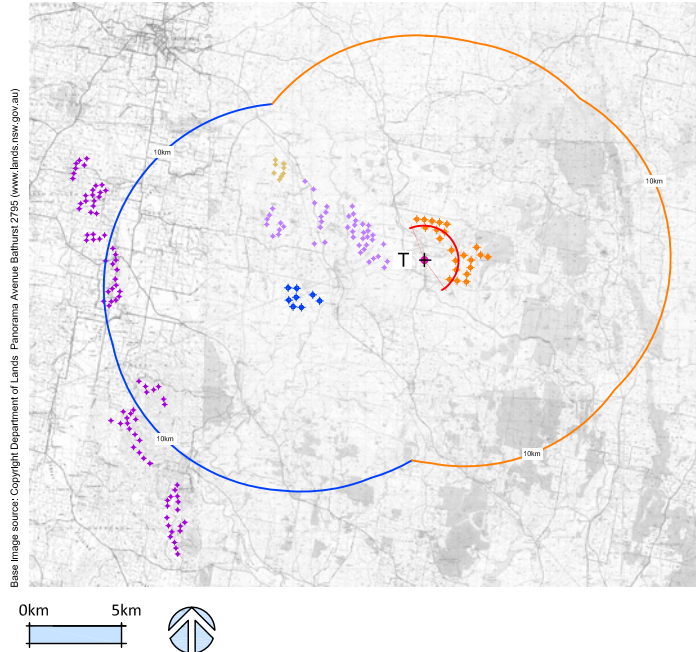 Base Image source: Copyright Department of Lands Panorama Avenue Bathurst 2795 (www.lands.nsw.gov.au)
10km
10km
T
10km
10km
0km 5km